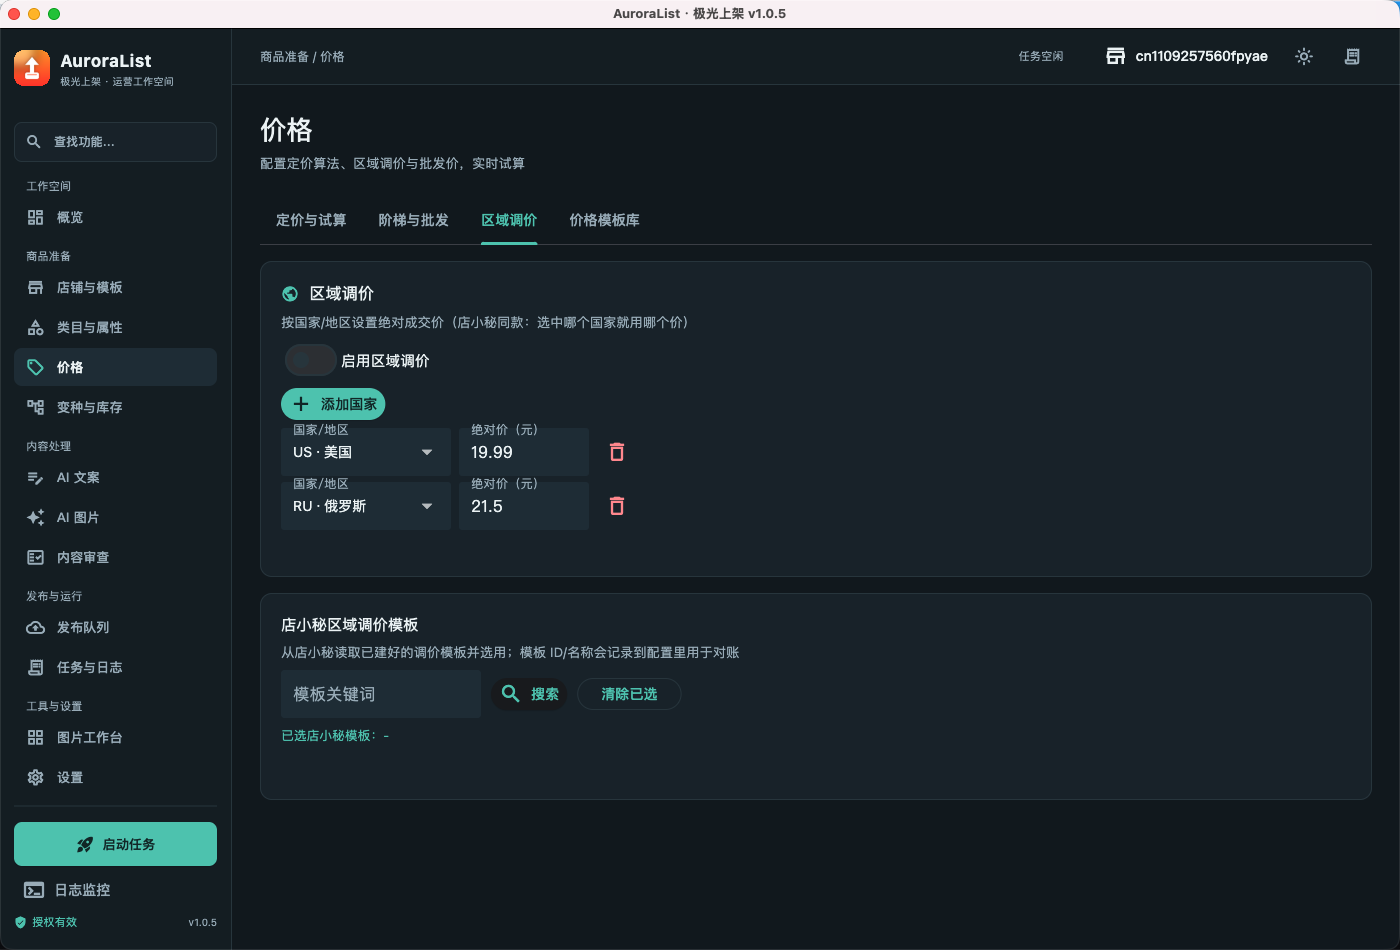 AuroraList · 极光上架 v1.0.5
AuroraList
极光上架 · 运营工作空间
查找功能...
工作空间
概览
商品准备
店铺与模板
类目与属性
价格
变种与库存
内容处理
AI 文案
AI 图片
内容审查
发布与运行
发布队列
任务与日志
工具与设置
图片工作台
设置
启动任务
日志监控
授权有效
v1.0.5
商品准备 / 价格
任务空闲
cn1109257560fpyae
价格
配置定价算法、区域调价与批发价，实时试算
定价与试算
阶梯与批发
区域调价
价格模板库
区域调价
按国家/地区设置绝对成交价（店小秘同款：选中哪个国家就用哪个价）
启用区域调价
添加国家
国家/地区
US · 美国
绝对价（元）
19.99
国家/地区
RU · 俄罗斯
绝对价（元）
21.5
店小秘区域调价模板
从店小秘读取已建好的调价模板并选用；模板 ID/名称会记录到配置里用于对账
模板关键词
搜索
清除已选
已选店小秘模板：-